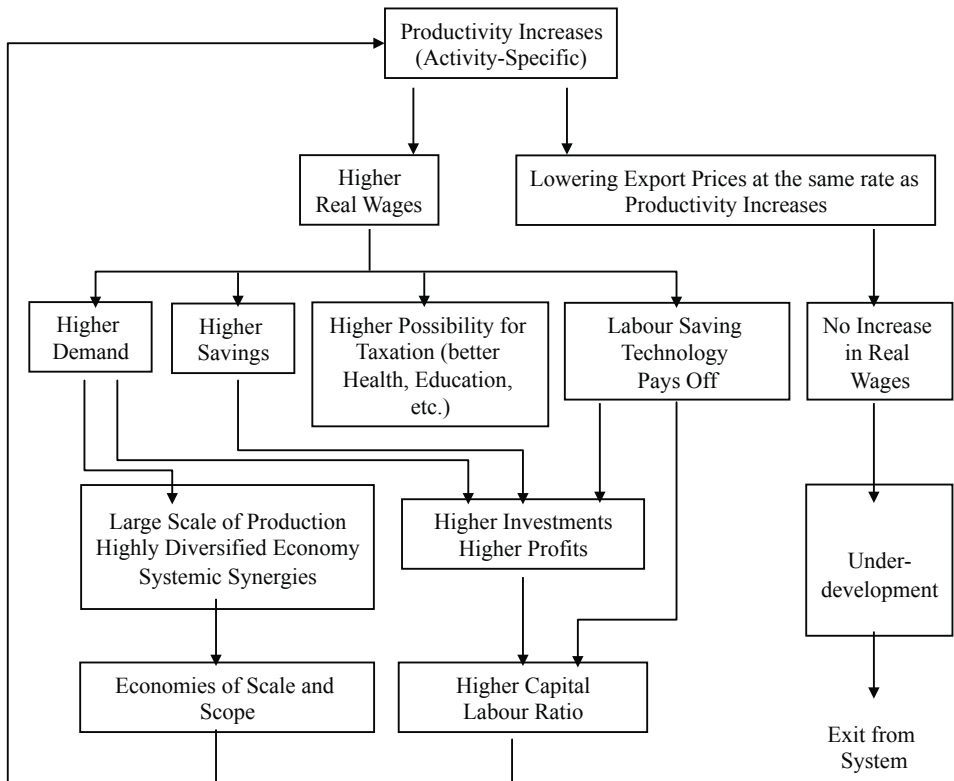 Productivity Increases
(Activity-Specific)
Higher
Real Wages
Lowering Export Prices at the same rate as
Productivity Increases
Higher
Demand
Higher
Savings
Higher Possibility for
Taxation (better
Health, Education,
etc.)
Labour Saving
Technology
Pays Off
No Increase
in Real
Wages
Large Scale of Production
Highly Diversified Economy
Systemic Synergies
Higher Investments
Higher Profits
Under-
development
Economies of Scale and
Scope
Higher Capital
Labour Ratio
Exit from
System